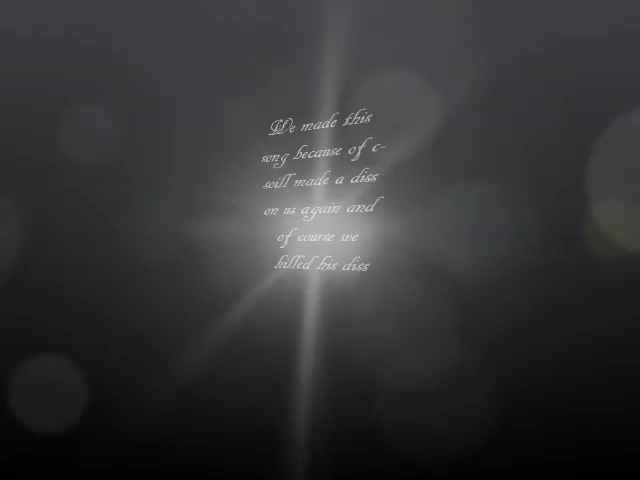 We made this
song because of c-
soill made a diss
on us again and
of course we
killed his diss